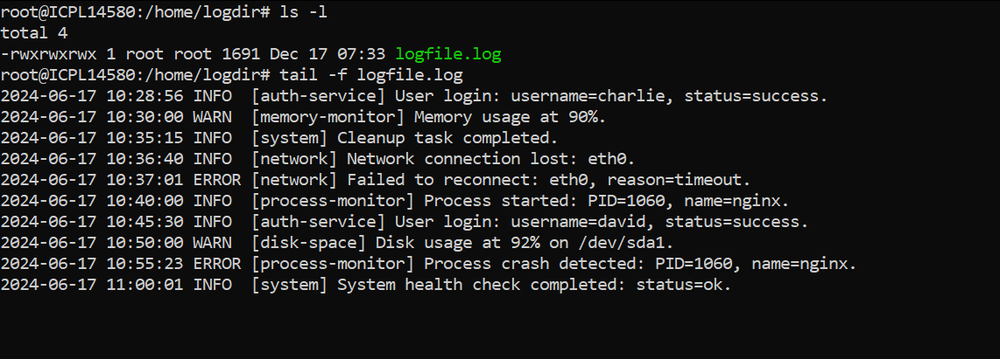 root@ICPL14580:/home/logdir# ls -l
total 4
-rwxrwxrwx 1 root root 1691 Dec 17 07:33 logfile.log
root@ICPL14580:/home/logdir# tail -f logfile.log
2024-06-17 10:28:56 INFO  [auth-service] User login: username=charlie, status=success.
2024-06-17 10:30:00 WARN  [memory-monitor] Memory usage at 90%.
2024-06-17 10:35:15 INFO  [system] Cleanup task completed.
2024-06-17 10:36:40 INFO  [network] Network connection lost: eth0.
2024-06-17 10:37:01 ERROR [network] Failed to reconnect: eth0, reason=timeout.
2024-06-17 10:40:00 INFO  [process-monitor] Process started: PID=1060, name=nginx.
2024-06-17 10:45:30 INFO  [auth-service] User login: username=david, status=success.
2024-06-17 10:50:00 WARN  [disk-space] Disk usage at 92% on /dev/sda1.
2024-06-17 10:55:23 ERROR [process-monitor] Process crash detected: PID=1060, name=nginx.
2024-06-17 11:00:01 INFO  [system] System health check completed: status=ok.